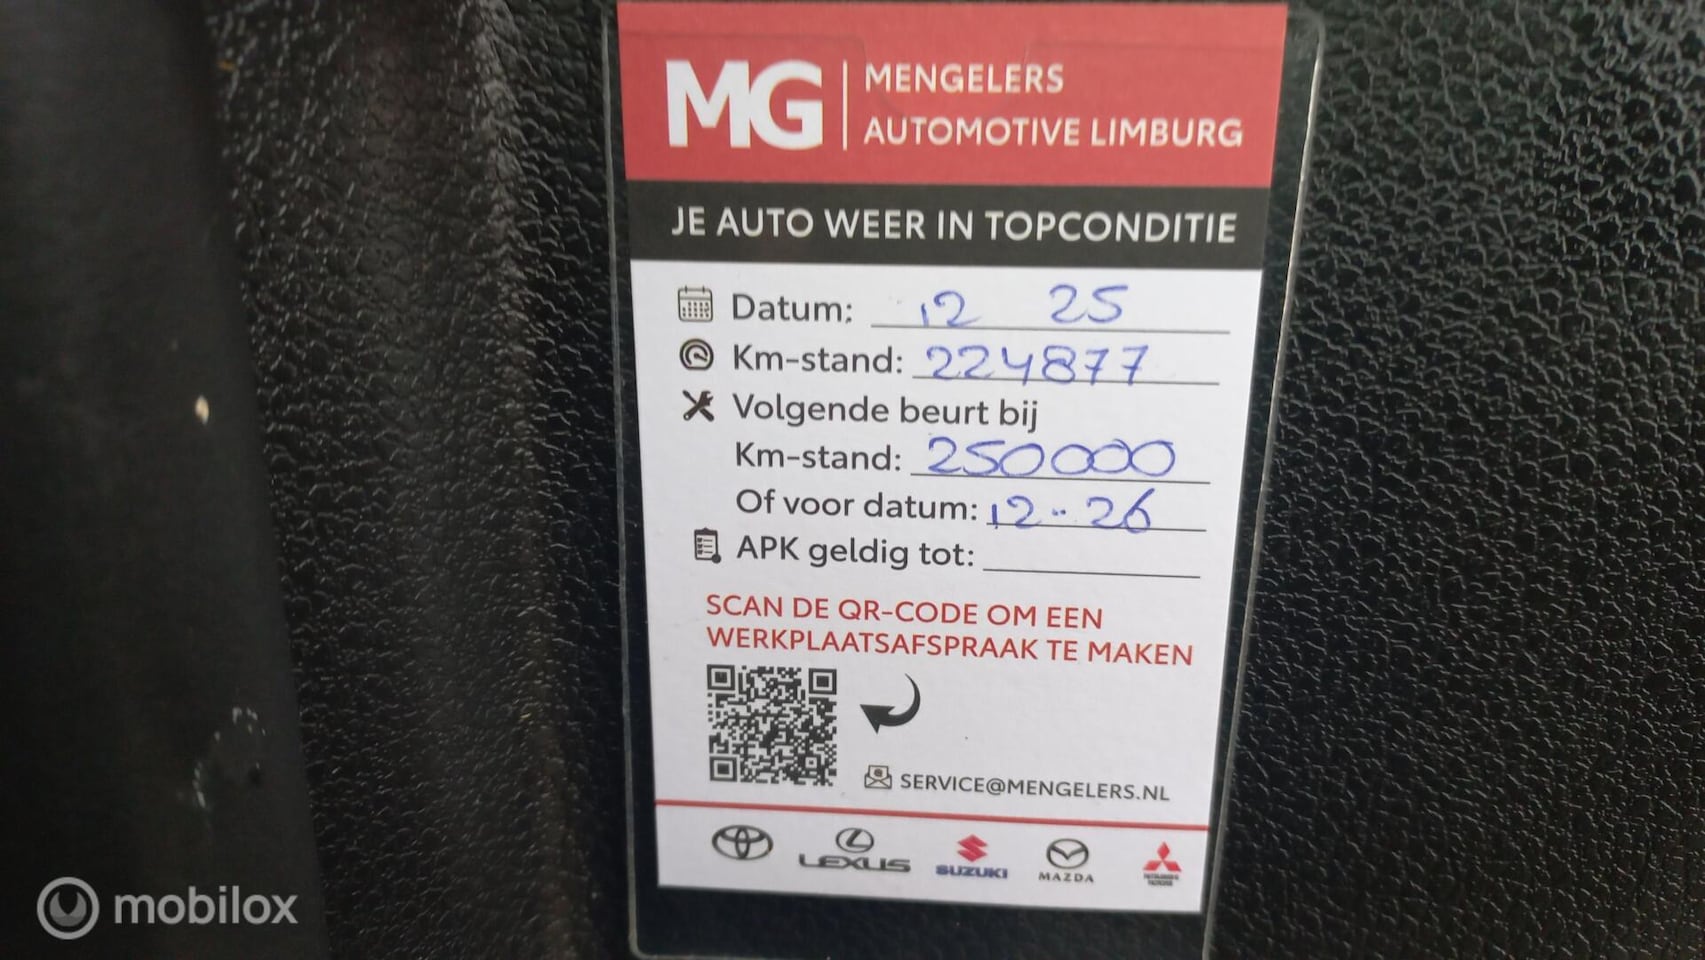 MG MENGELERS
AUTOMOTIVE LIMBURG
JE AUTO WEER IN TOPCONDITIE
Datum: 12 25
Km-stand: 224877
Volgende beurt bij
Km-stand: 250000
Of voor datum: 12-26
APK geldig tot:
SCAN DE QR-CODE OM EEN
WERKPLAATSAFSPRAAK TE MAKEN
SERVICE@MENGELERS.NL
LEXUS SUZUKI MAZDA
mobilox